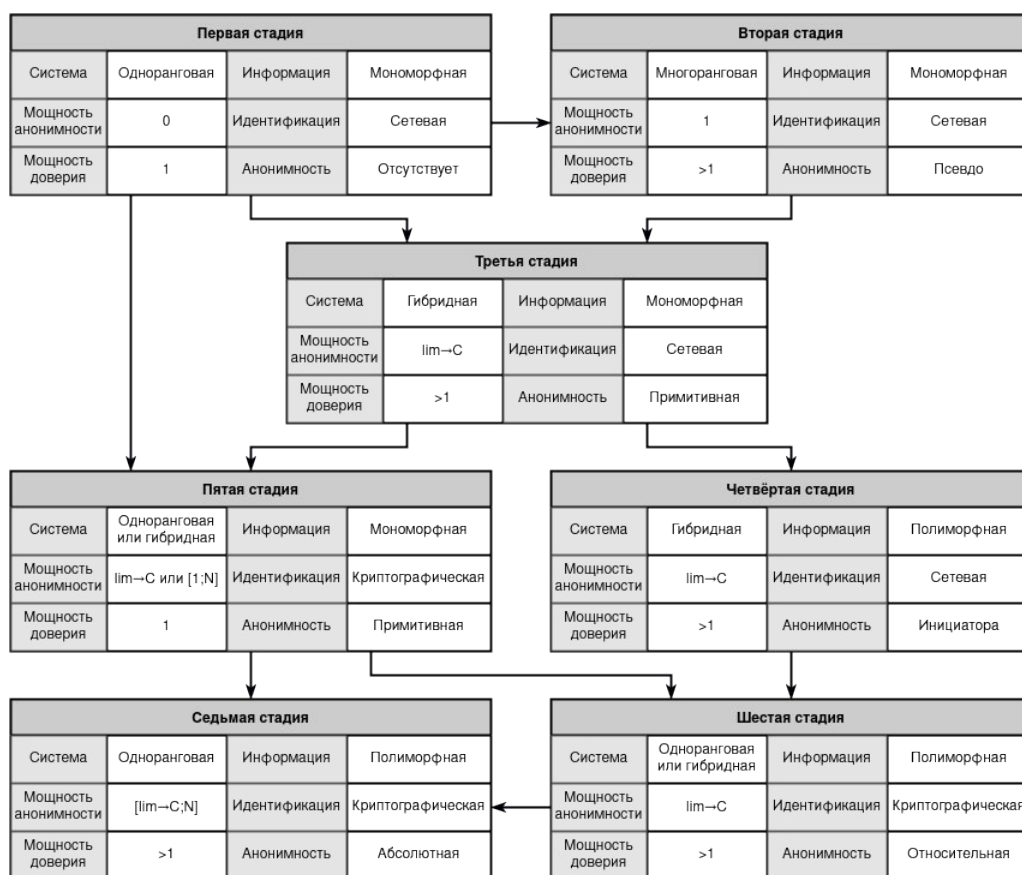 Первая стадия
Система Одноранговая Информация Мономорфная
Мощность анонимности 0 Идентификация Сетевая
Мощность доверия 1 Анонимность Отсутствует
Вторая стадия
Система Многоранговая Информация Мономорфная
Мощность анонимности 1 Идентификация Сетевая
Мощность доверия >1 Анонимность Псевдо
Третья стадия
Система Гибридная Информация Мономорфная
Мощность анонимности lim→C Идентификация Сетевая
Мощность доверия >1 Анонимность Примитивная
Пятая стадия
Система Одноранговая или гибридная Информация Мономорфная
Мощность анонимности lim→C или [1;N] Идентификация Криптографическая
Мощность доверия 1 Анонимность Примитивная
Четвёртая стадия
Система Гибридная Информация Полиморфная
Мощность анонимности lim→C Идентификация Сетевая
Мощность доверия >1 Анонимность Инициатора
Седьмая стадия
Система Одноранговая Информация Полиморфная
Мощность анонимности [lim→C;N] Идентификация Криптографическая
Мощность доверия >1 Анонимность Абсолютная
Шестая стадия
Система Одноранговая или гибридная Информация Полиморфная
Мощность анонимности lim→C Идентификация Криптографическая
Мощность доверия >1 Анонимность Относительная